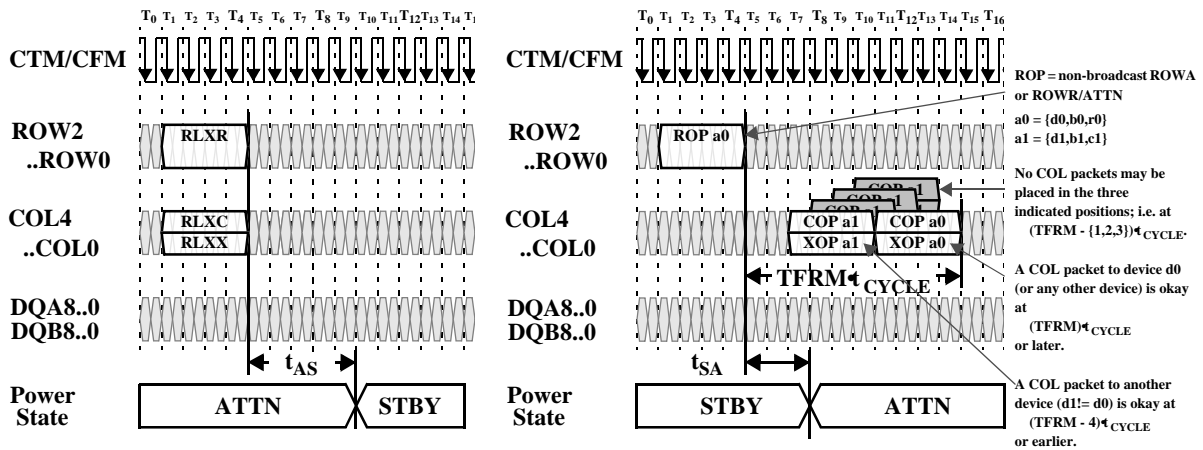 T0 T1 T2 T3 T4 T5 T6 T7 T8 T9 T10 T11 T12 T13 T14 T1
CTM/CFM
ROW2
..ROW0
RLXR
COL4
..COL0
RLXC
RLXX
DQA8..0
DQB8..0
tAS
Power
State
ATTN
STBY
T0 T1 T2 T3 T4 T5 T6 T7 T8 T9 T10 T11 T12 T13 T14 T15 T16
CTM/CFM
ROW2
..ROW0
ROP a0
COP a1
COP a1
COP a1
COL4
..COL0
COP a1
COP a0
XOP a1
XOP a0
TFRM•tCYCLE
DQA8..0
DQB8..0
tSA
Power
State
STBY
ATTN
ROP = non-broadcast ROWA
or ROWR/ATTN
a0 = {d0,b0,r0}
a1 = {d1,b1,c1}
No COL packets may be
placed in the three
indicated positions; i.e. at
(TFRM - {1,2,3})•tCYCLE.
A COL packet to device d0
(or any other device) is okay
at
(TFRM)•tCYCLE
or later.
A COL packet to another
device (d1!= d0) is okay at
(TFRM - 4)•tCYCLE
or earlier.